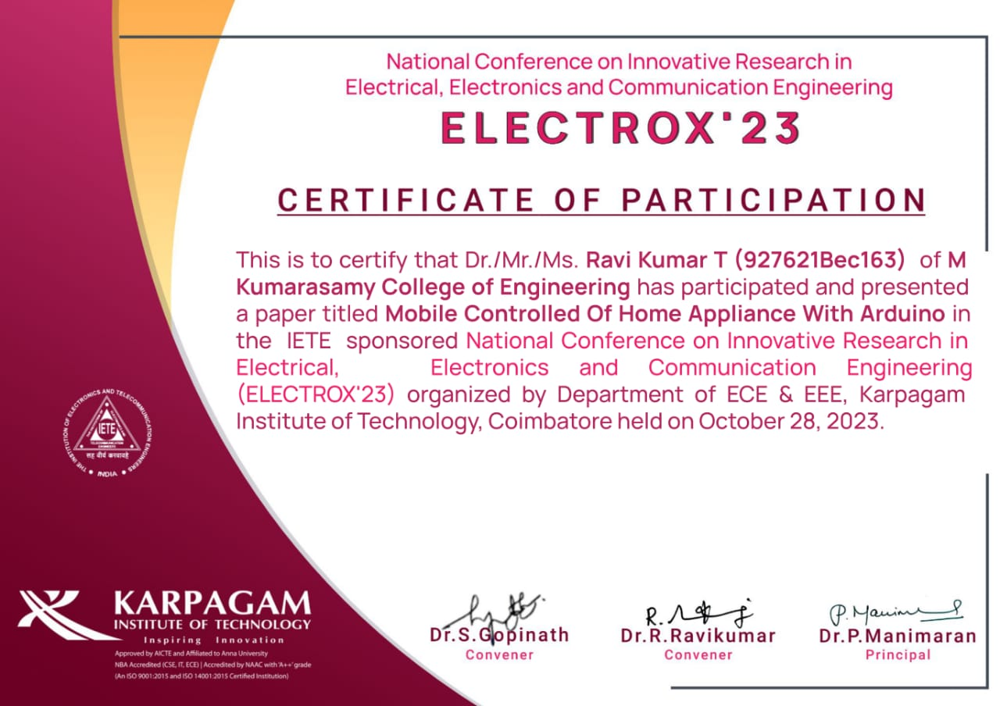 National Conference on Innovative Research in
Electrical, Electronics and Communication Engineering
ELECTROX'23
CERTIFICATE OF PARTICIPATION
This is to certify that Dr./Mr./Ms. Ravi Kumar T (927621Bec163) of M
Kumarasamy College of Engineering has participated and presented
a paper titled Mobile Controlled Of Home Appliance With Arduino in
the IETE sponsored National Conference on Innovative Research in
Electrical, Electronics and Communication Engineering
(ELECTROX'23) organized by Department of ECE & EEE, Karpagam
Institute of Technology, Coimbatore held on October 28, 2023.
THE INSTITUTION OF ELECTRONICS AND TELECOMMUNICATION ENGINEERS
IETE
TELECOMMUNICATION
ENGINEERS
सह वीर्यं करवावहे
INDIA
KARPAGAM
INSTITUTE OF TECHNOLOGY
Inspiring Innovation
Approved by AICTE and Affiliated to Anna University
NBA Accredited (CSE, IT, ECE) | Accredited by NAAC with 'A++' grade
(An ISO 9001:2015 and ISO 14001:2015 Certified Institution)
Dr.S.Gopinath
Convener
R.
Dr.R.Ravikumar
Convener
P. Manim
Dr.P.Manimaran
Principal